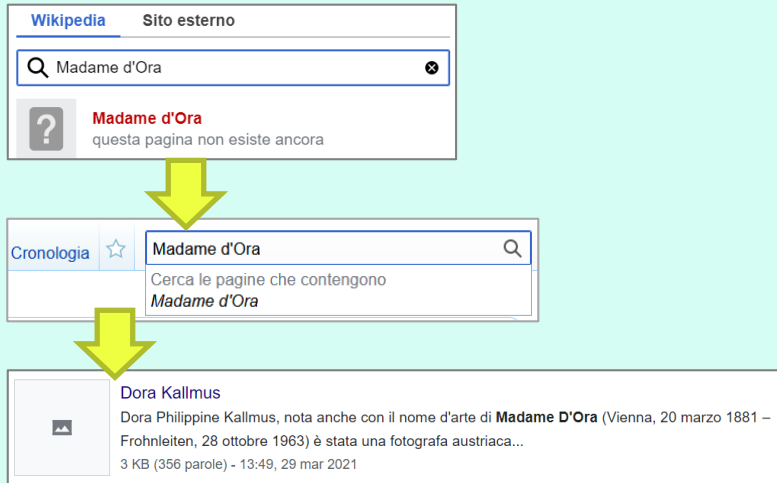 Wikipedia Sito esterno
Madame d'Ora
Madame d'Ora
questa pagina non esiste ancora
Cronologia Madame d'Ora
Cerca le pagine che contengono
Madame d'Ora
Dora Kallmus
Dora Philippine Kallmus, nota anche con il nome d'arte di Madame D'Ora (Vienna, 20 marzo 1881 –
Frohnleiten, 28 ottobre 1963) è stata una fotografa austriaca...
3 KB (356 parole) - 13:49, 29 mar 2021